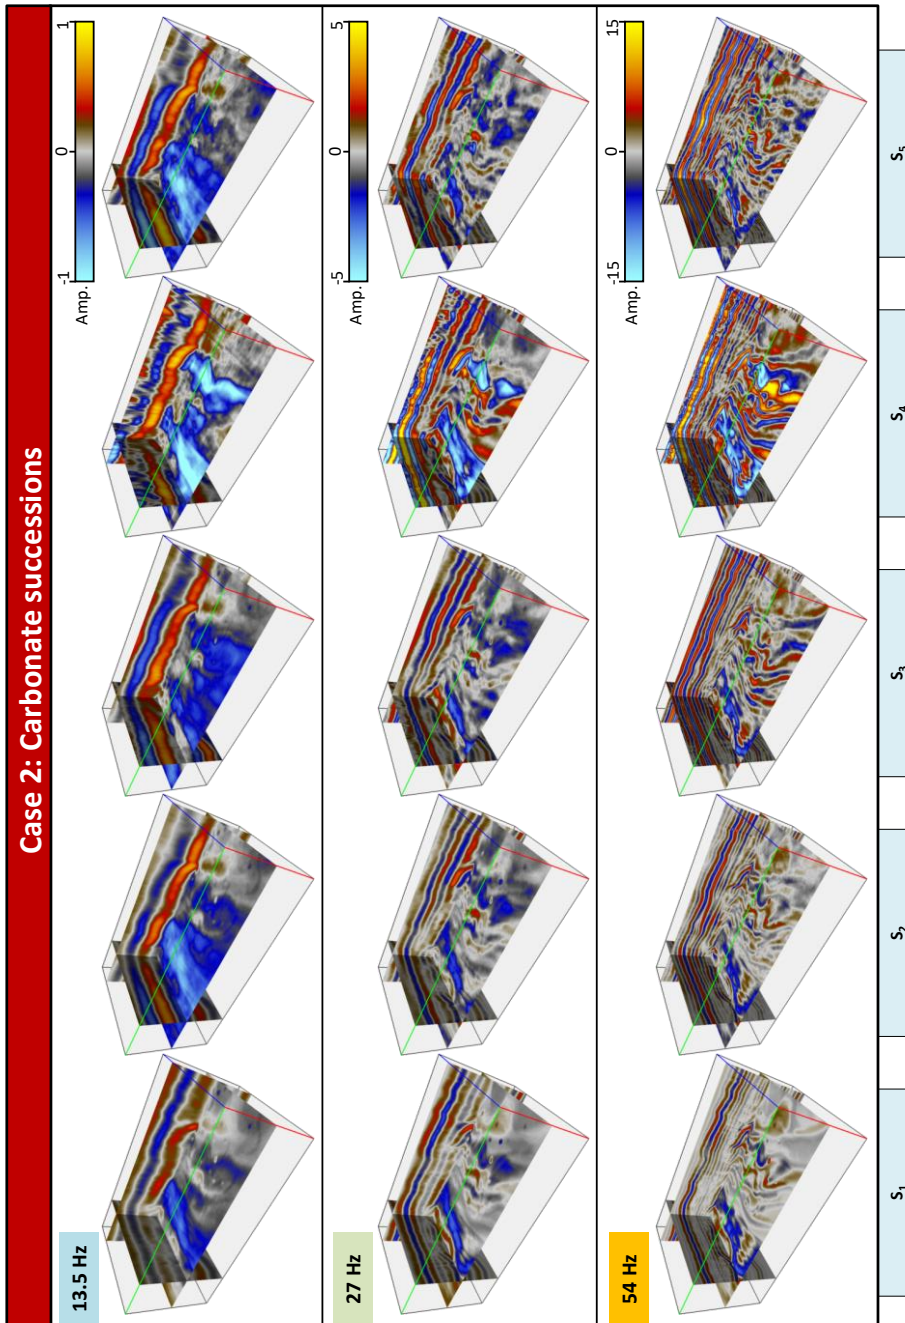 Case 2: Carbonate successions
13.5 Hz
Amp.
-1
0
1
27 Hz
Amp.
-5
0
5
54 Hz
Amp.
-15
0
15
S1
S2
S3
S4
S5